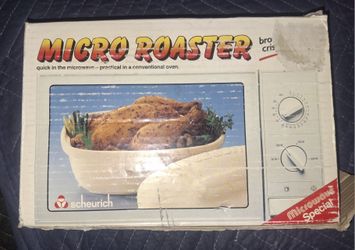 MICRO ROASTER
bro
cris
quick in the microwave – practical in a conventional oven.
scheurich
Microwave
Special